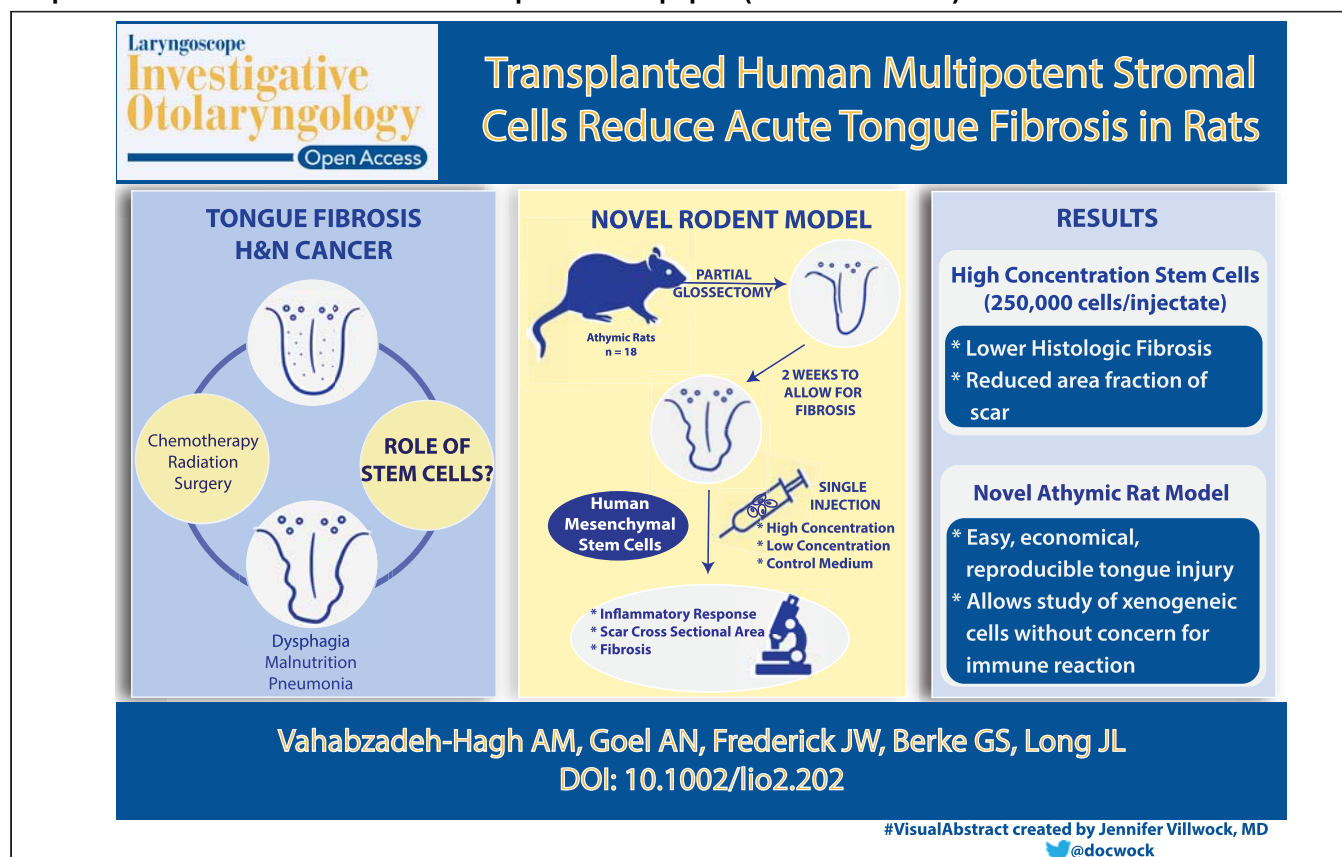 Laryngoscope
Investigative
Otolaryngology
Open Access
Transplanted Human Multipotent Stromal
Cells Reduce Acute Tongue Fibrosis in Rats
TONGUE FIBROSIS
H&N CANCER
Chemotherapy
Radiation
Surgery
ROLE OF
STEM CELLS?
Dysphagia
Malnutrition
Pneumonia
NOVEL RODENT MODEL
PARTIAL
GLOSSECTOMY
Athymic Rats
n = 18
2 WEEKS TO
ALLOW FOR
FIBROSIS
Human
Mesenchymal
Stem Cells
SINGLE
INJECTION
* High Concentration
* Low Concentration
* Control Medium
* Inflammatory Response
* Scar Cross Sectional Area
* Fibrosis
RESULTS
High Concentration Stem Cells
(250,000 cells/injectate)
* Lower Histologic Fibrosis
* Reduced area fraction of
scar
Novel Athymic Rat Model
* Easy, economical,
reproducible tongue injury
* Allows study of xenogeneic
cells without concern for
immune reaction
Vahabzadeh-Hagh AM, Goel AN, Frederick JW, Berke GS, Long JL
DOI: 10.1002/lio2.202
#VisualAbstract created by Jennifer Villwock, MD
@docwock